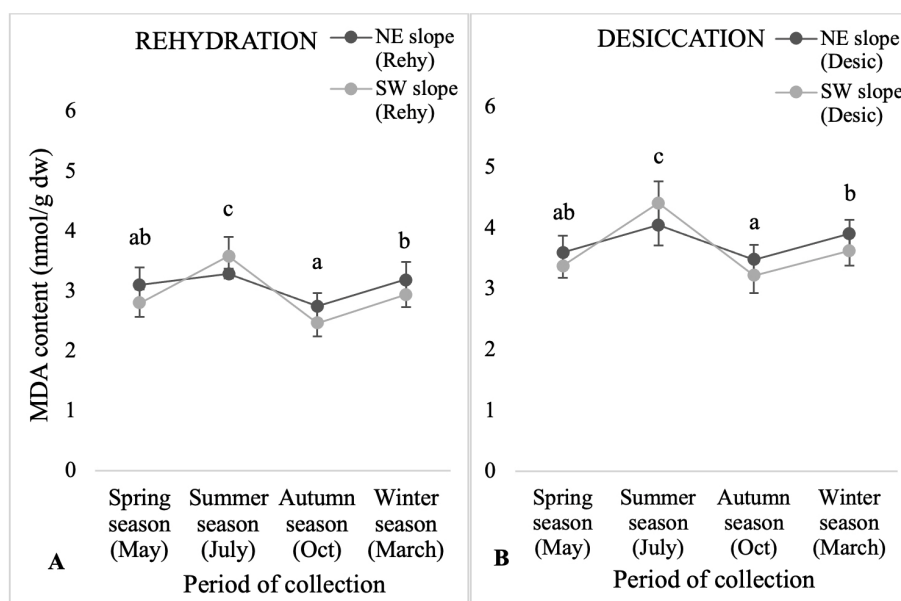 REHYDRATION
NE slope
(Rehy)
SW slope
(Rehy)
MDA content (nmol/g dw)
6
5
4
3
2
1
0
ab
c
a
b
Spring
season
(May)
Summer
season
(July)
Autumn
season
(Oct)
Winter
season
(March)
A
Period of collection
DESICCATION
NE slope
(Desic)
SW slope
(Desic)
6
5
4
3
2
1
0
ab
c
a
b
Spring
season
(May)
Summer
season
(July)
Autumn
season
(Oct)
Winter
season
(March)
B
Period of collection